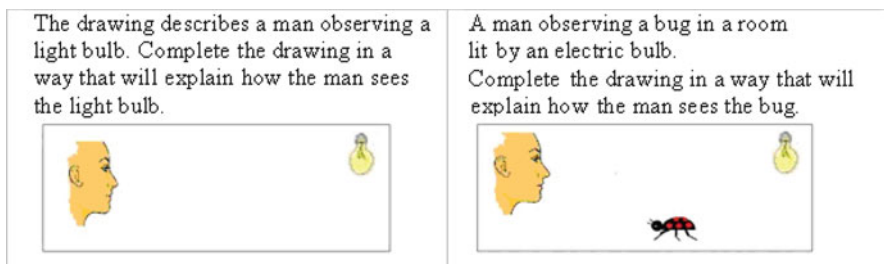 The drawing describes a man observing a
light bulb. Complete the drawing in a
way that will explain how the man sees
the light bulb.
A man observing a bug in a room
lit by an electric bulb.
Complete the drawing in a way that will
explain how the man sees the bug.